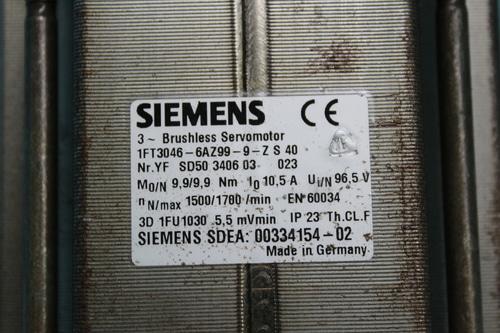 SIEMENS CE
3 ~ Brushless Servomotor
1FT3046-6AZ99-9-Z S 40
Nr.YF SD50 3406 03 023
M0/N 9,9/9,9 Nm I0 10,5 A Ui/N 96,5 V
nN/max 1500/1700 /min EN 60034
3D 1FU1030 5,5 mVmin IP 23 Th.CL.F
SIEMENS SDEA: 00334154-02
Made in Germany